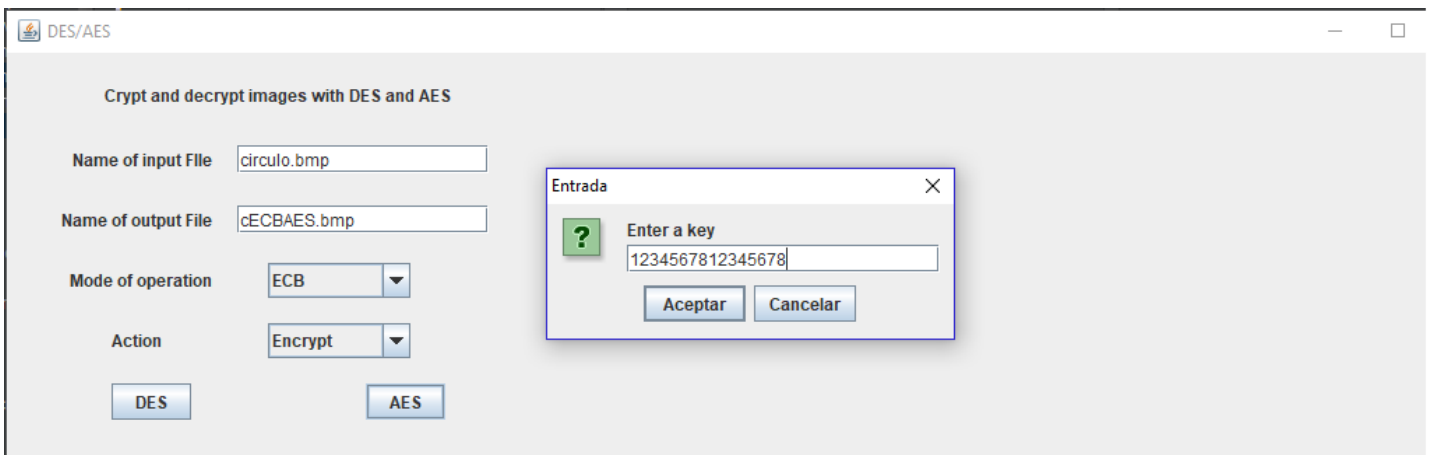 DES/AES
Crypt and decrypt images with DES and AES
Name of input FIle circulo.bmp
Name of output File cECBAES.bmp
Mode of operation ECB
Action Encrypt
DES AES
Entrada
Enter a key
1234567812345678
Aceptar Cancelar